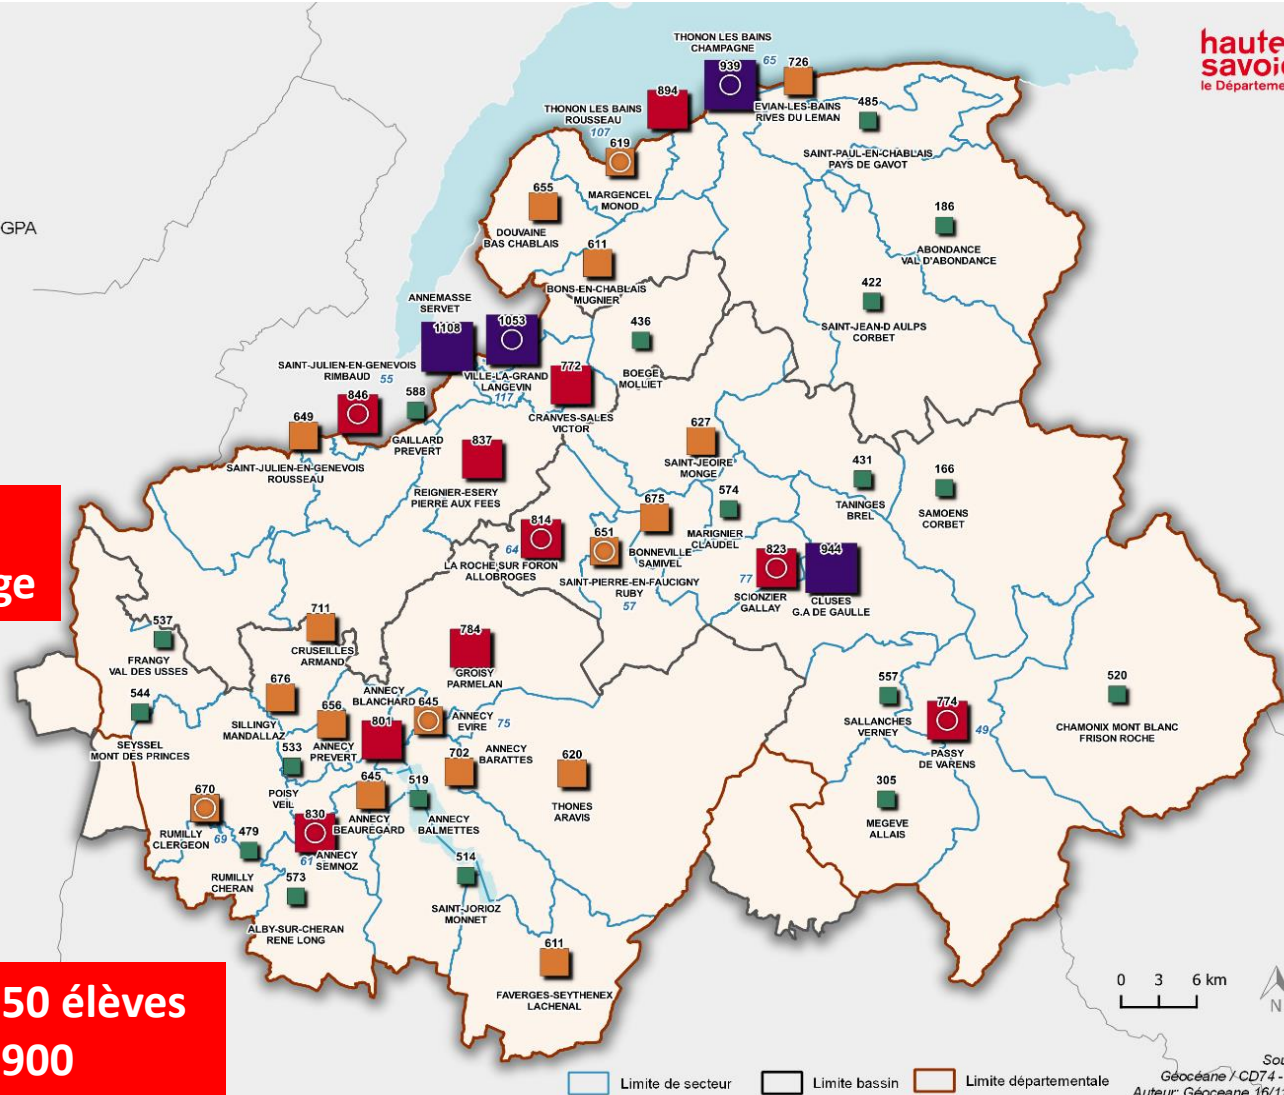 THONON LES BAINS
CHAMPAGNE
939
65
726
haute
savoie
le Départeme
894
EVIAN-LES-BAINS
RIVES DU LEMAN
485
THONON LES BAINS
ROUSSEAU
107
619
SAINT-PAUL-EN-CHABLAIS
PAYS DE GAVOT
655
MARGENCEL
MONOD
186
GPA
DOUVAINE
BAS CHABLAIS
611
ABONDANCE
VAL D'ABONDANCE
BONS-EN-CHABLAIS
MUGNIER
422
ANNEMASSE
SERVET
1108
1053
436
SAINT-JEAN-D AULPS
CORBET
SAINT-JULIEN-EN-GENEVOIS
RIMBAUD
55
VILLE-LA-GRAND
LANGEVIN
117
772
BOEGE
MOLLIET
846
588
649
GAILLARD
PREVERT
CRANVES-SALES
VICTOR
627
837
SAINT-JULIEN-EN-GENEVOIS
ROUSSEAU
SAINT-JEOIRE
MONGE
431
166
REIGNIER-ESERY
PIERRE AUX FEES
TANINGES
BREL
SAMOENS
CORBET
675
574
814
651
MARIGNIER
CLAUDEL
64
BONNEVILLE
SAMIVEL
823
944
LA ROCHE SUR FORON
ALLOBROGES
SAINT-PIERRE-EN-FAUCIGNY
RUBY
57
77
SCIONZIER
GALLAY
CLUSES
G.A DE GAULLE
ge
711
537
784
CRUSEILLES
ARMAND
FRANGY
VAL DES USSES
GROISY
PARMELAN
676
544
ANNECY
BLANCHARD
645
557
774
520
656
801
ANNECY
EVIRE
75
SILLINGY
MANDALLAZ
SALLANCHES
VERNEY
49
CHAMONIX MONT BLANC
FRISON ROCHE
SEYSSEL
MONT DES PRINCES
533
ANNECY
PREVERT
702
ANNECY
BARATTES
620
PASSY
DE VARENS
POISY
VEIL
645
519
305
670
THONES
ARAVIS
830
ANNECY
BEAUREGARD
ANNECY
BALMETTES
MEGEVE
ALLAIS
RUMILLY
CLERGEON
69
479
61
ANNECY
SEMNOZ
514
RUMILLY
CHERAN
573
SAINT-JORIOZ
MONNET
ALBY-SUR-CHERAN
RENE LONG
611
50 élèves
900
FAVERGES-SEYTHENEX
LACHENAL
0 3 6 km
N
Sou
Géocéane / CD74 -
Auteur: Géoceane 16/1
Limite de secteur
Limite bassin
Limite départementale